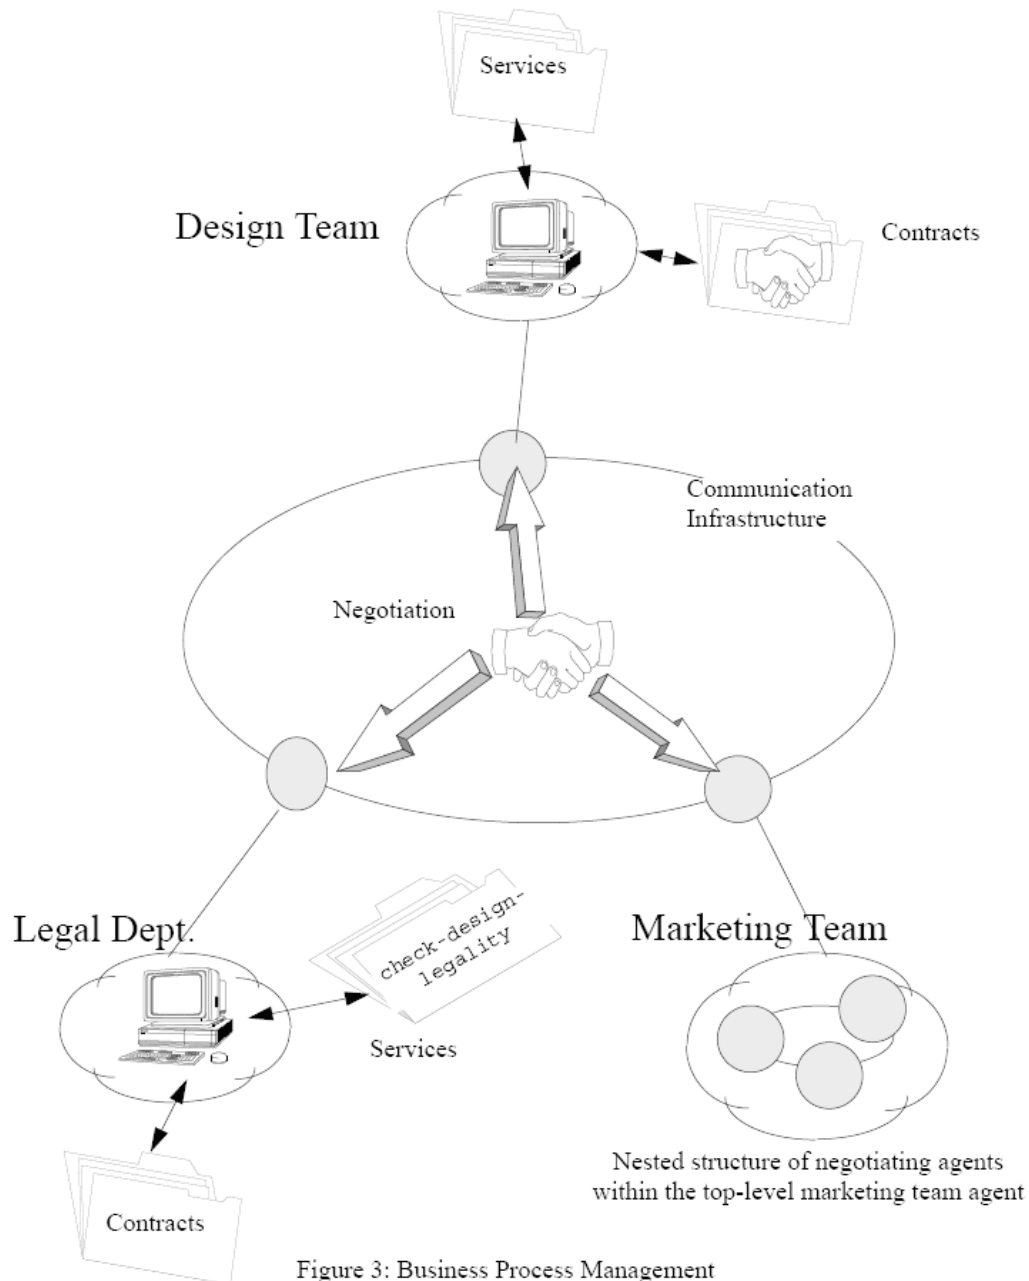 Services
Design Team
Contracts
Communication
Infrastructure
Negotiation
Legal Dept.
check-design-
legality
Services
Marketing Team
Contracts
Nested structure of negotiating agents
within the top-level marketing team agent
Figure 3: Business Process Management